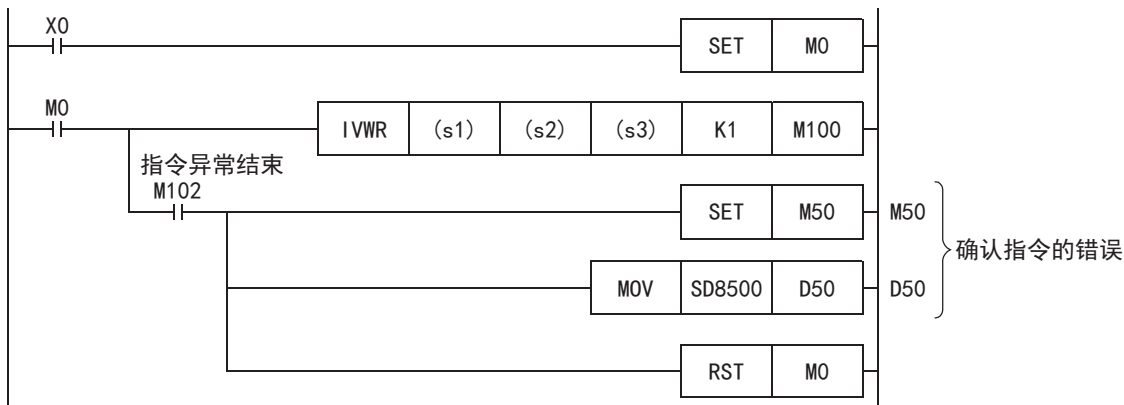 X0
SET M0
M0
IVWR (s1) (s2) (s3) K1 M100
指令异常结束
M102
SET M50 M50
确认指令的错误
MOV SD8500 D50 D50
RST M0